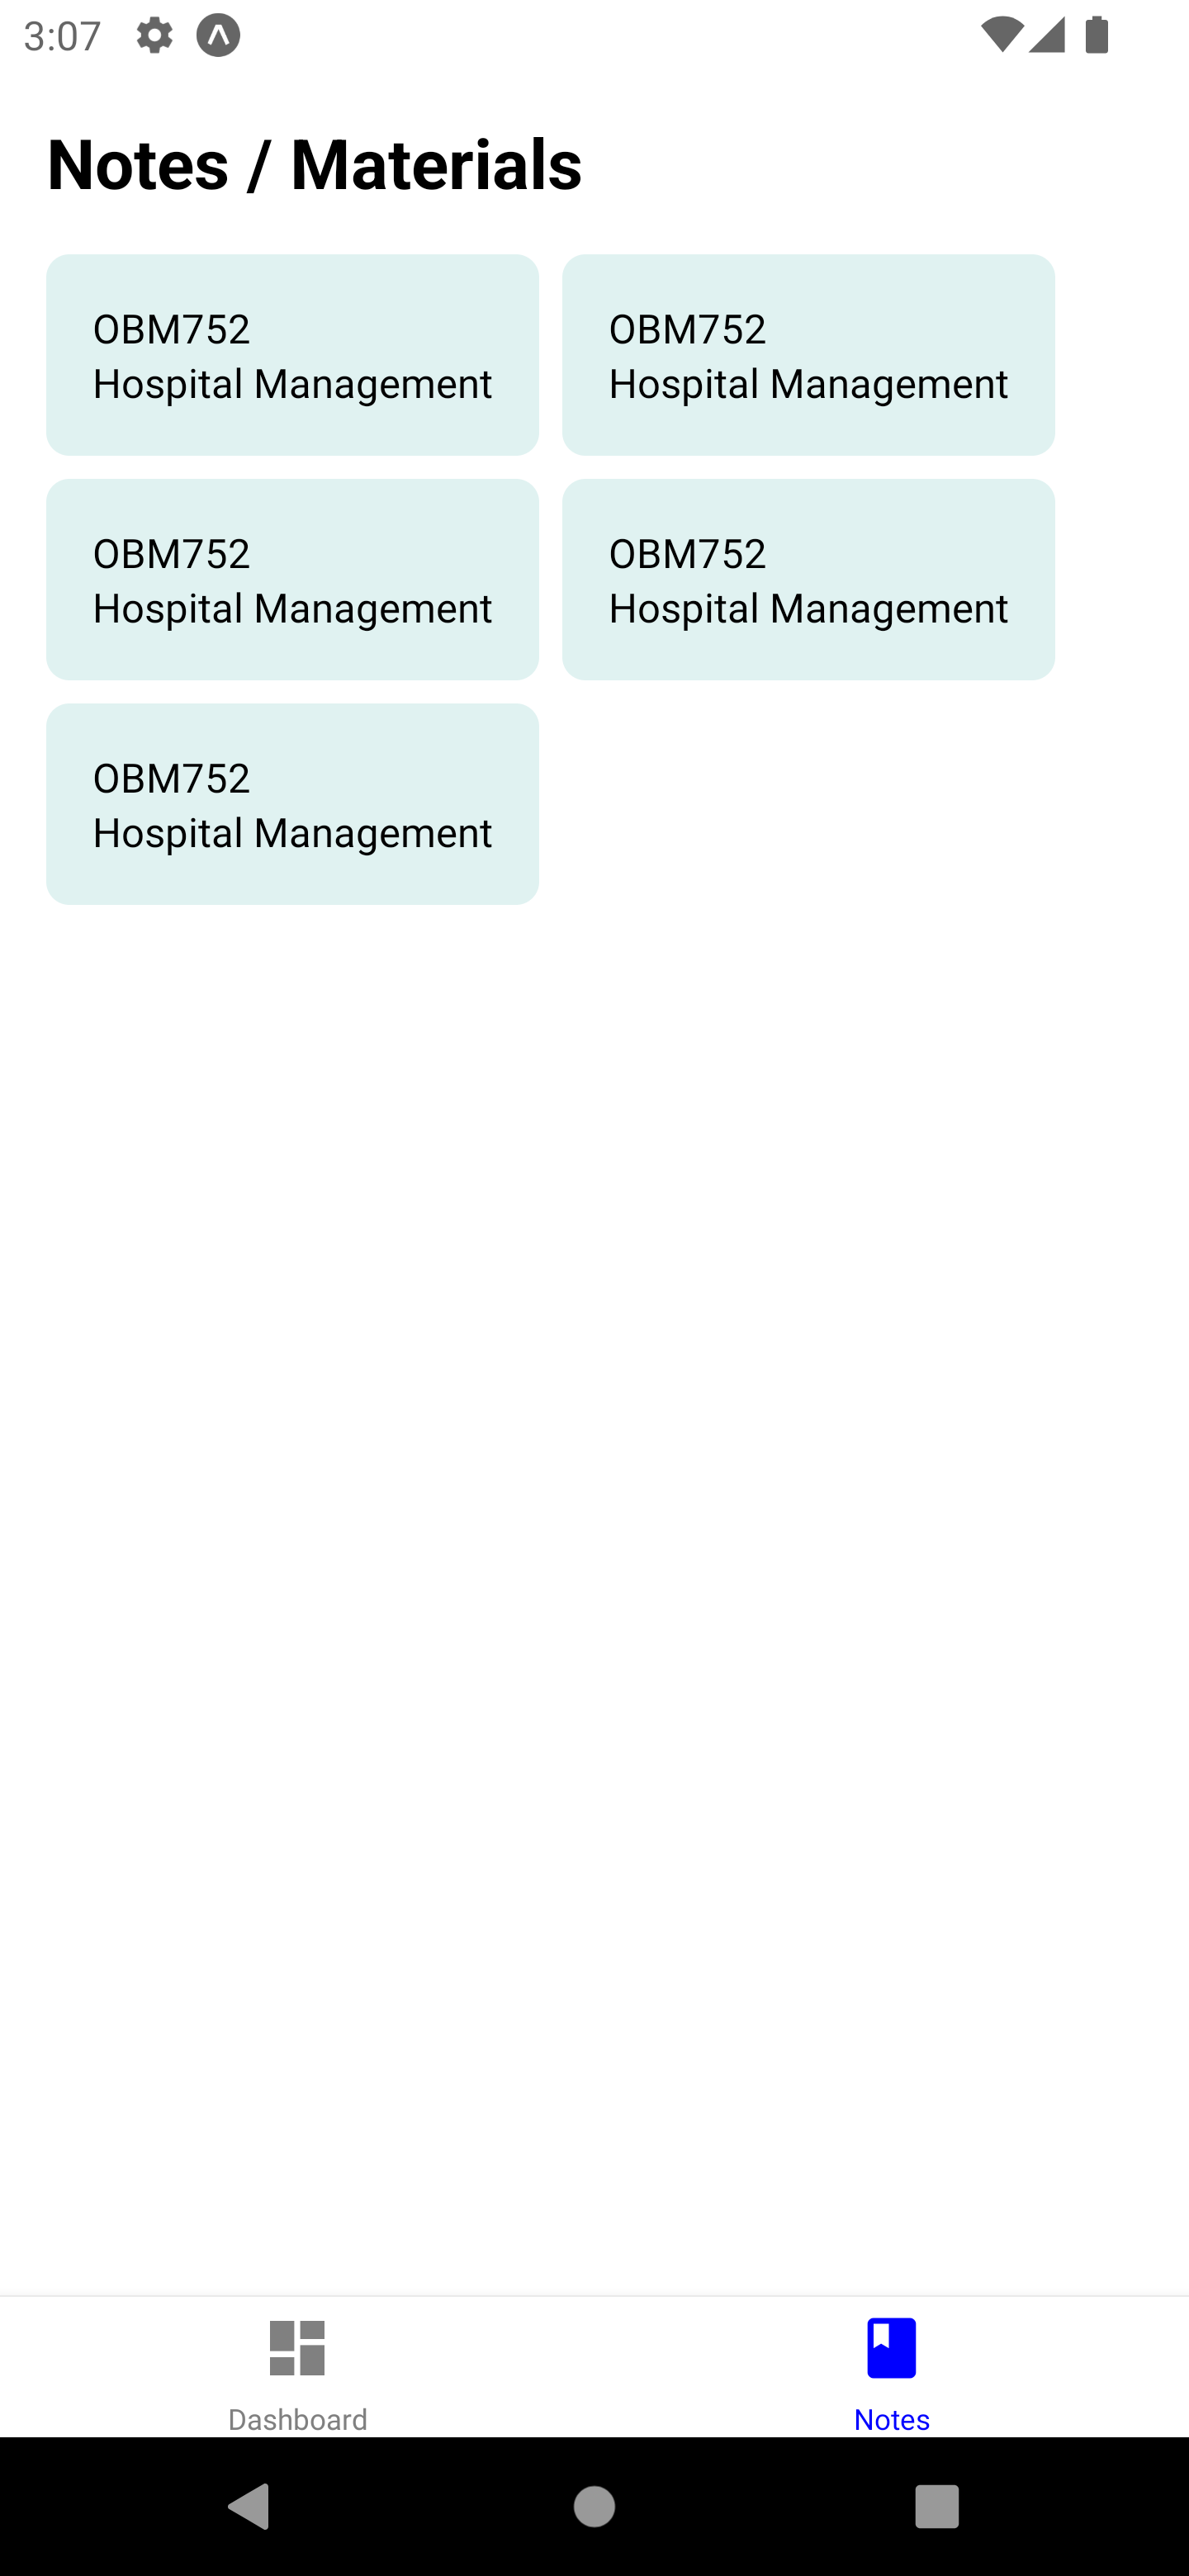 3:07
Notes / Materials
OBM752
Hospital Management
OBM752
Hospital Management
OBM752
Hospital Management
OBM752
Hospital Management
OBM752
Hospital Management
Dashboard
Notes